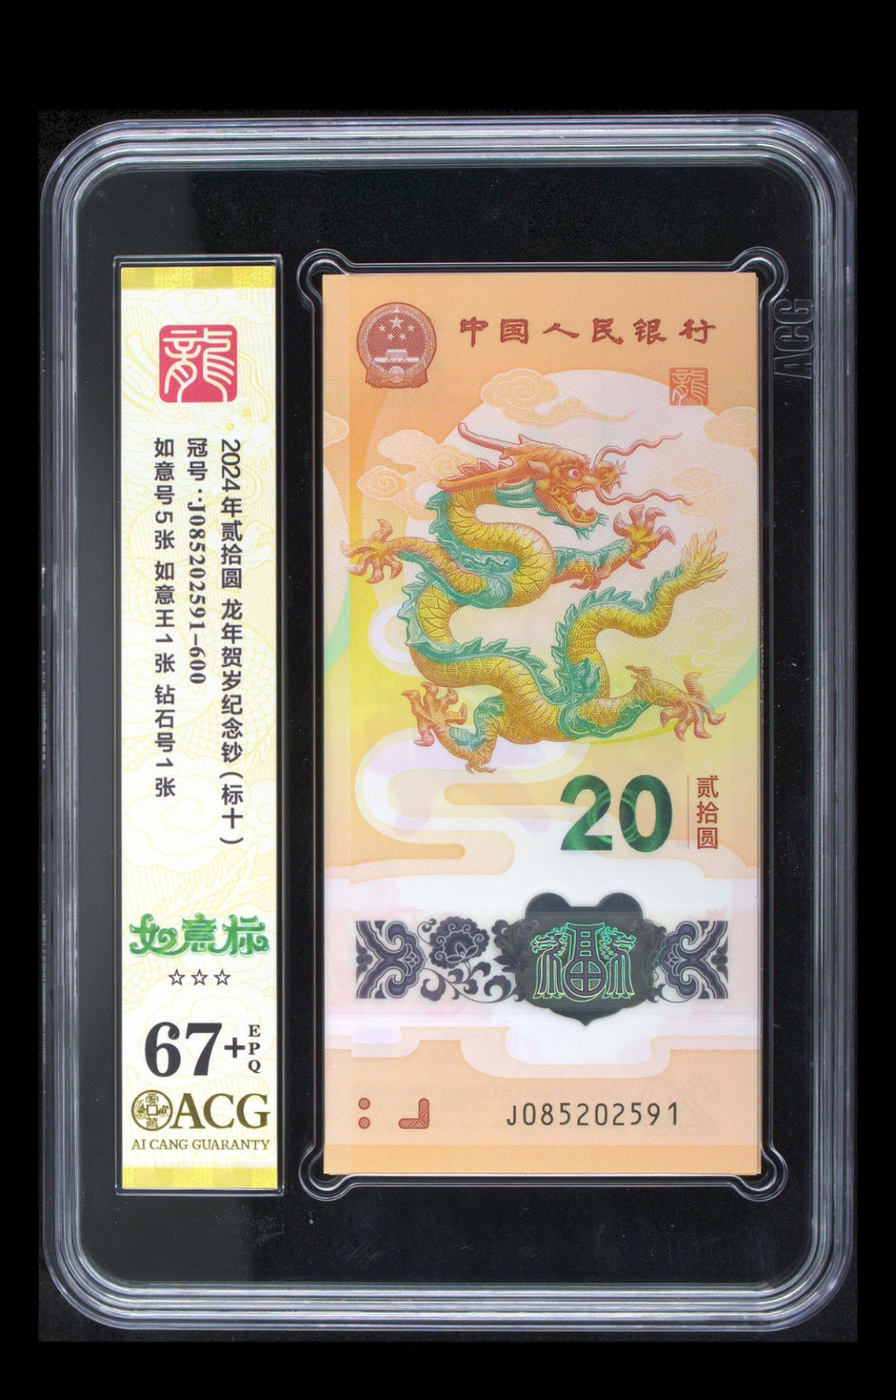 龍
2024年贰拾圆 龙年贺岁纪念钞(标十)
冠号:J085202591-600
如意号5张 如意王1张 钻石号1张
如意标
☆☆☆
67+
EPQ
ACG
AI CANG GUARANTY
中国人民银行
龍
20
贰拾圆
福
J085202591
ACG